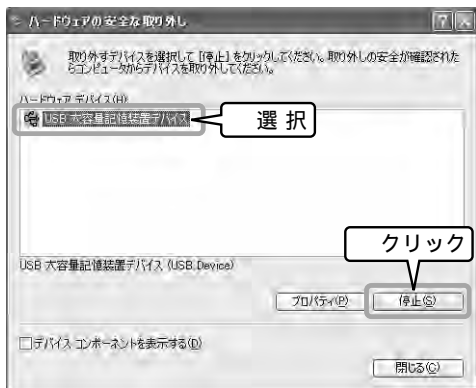 ハードウェアの安全な取り外し
取り外すデバイスを選択して [停止] をクリックしてください。取り外しの安全が確認された
らコンピュータからデバイスを取り外してください。
ハードウェア デバイス(H)
USB 大容量記憶装置デバイス
選択
クリック
USB 大容量記憶装置デバイス (USB Device)
プロパティ(P)
停止(S)
デバイス コンポーネントを表示する(D)
閉じる(C)